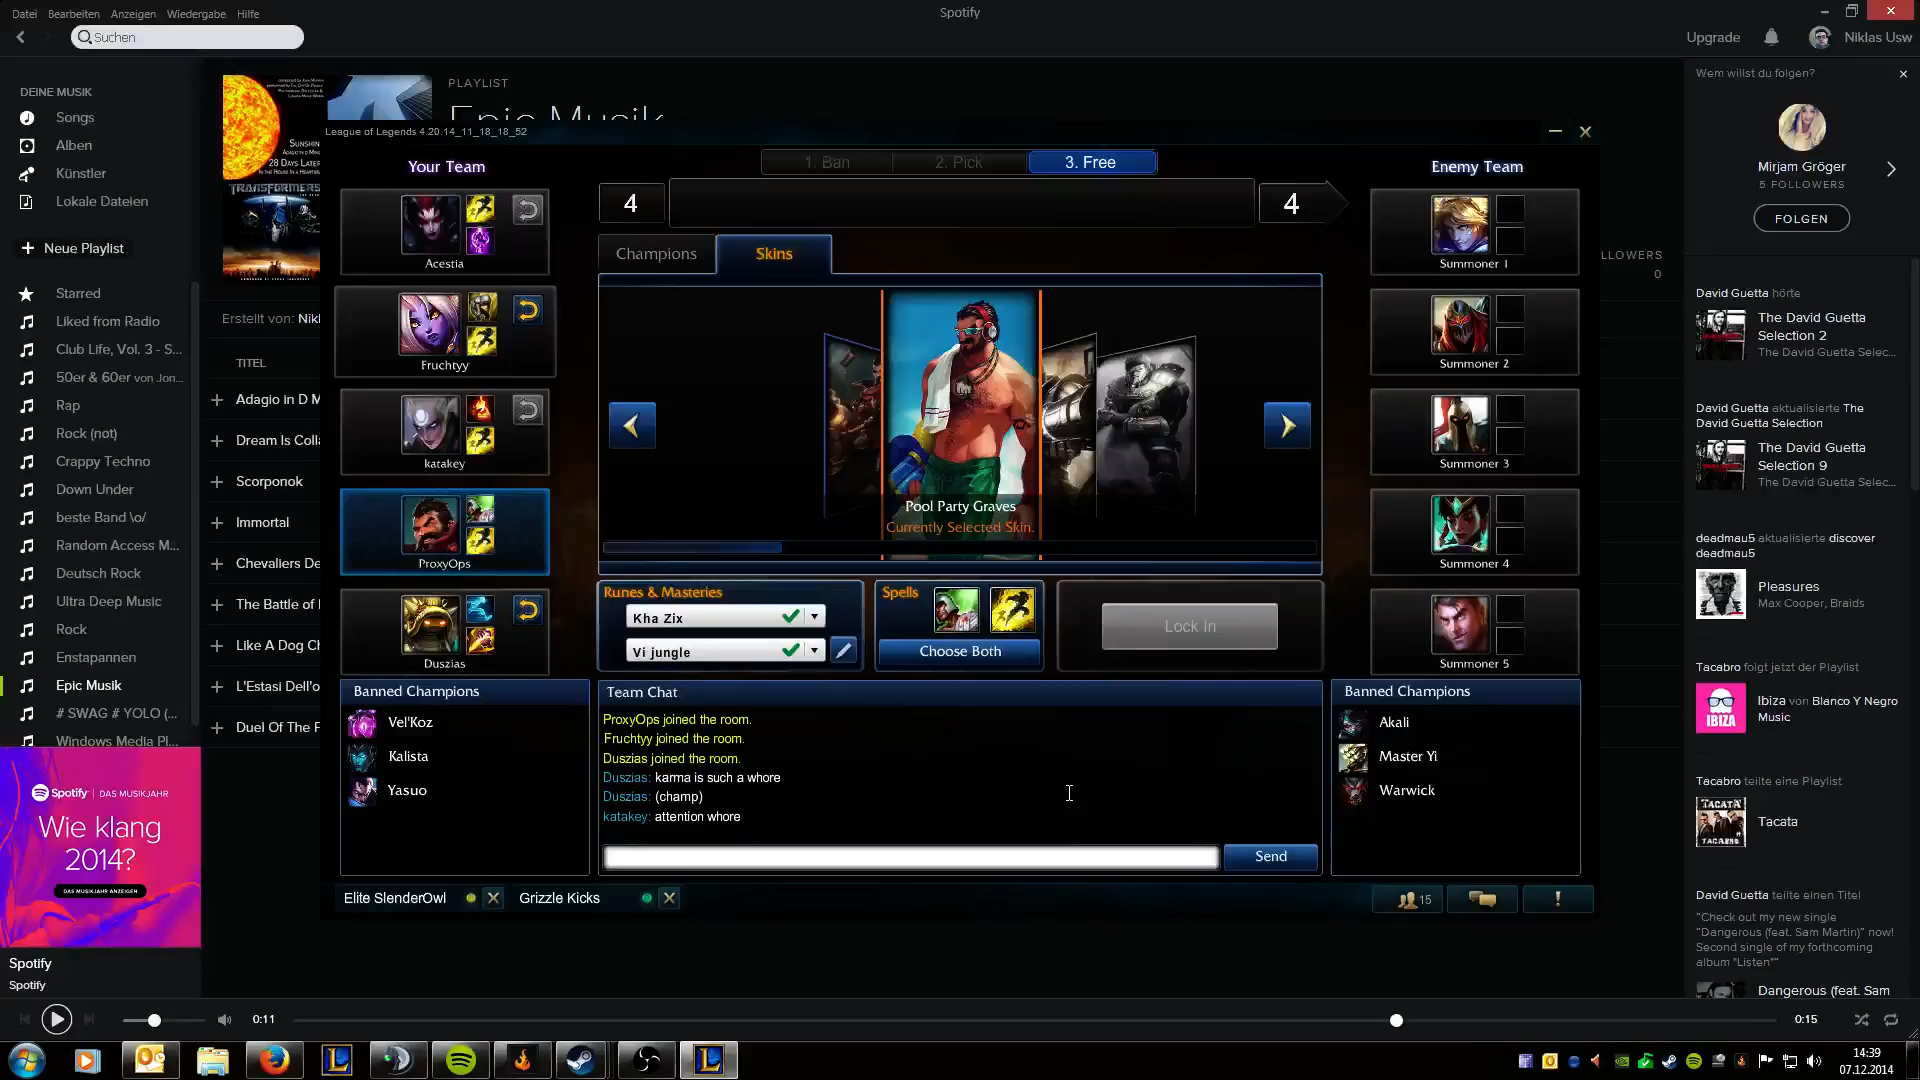 Datei Bearbeiten Anzeigen Wiedergabe Hilfe
Spotify
Suchen
Upgrade
Niklas Usw
DEINE MUSIK
Songs
Alben
Künstler
Lokale Dateien
Neue Playlist
Starred
Liked from Radio
Club Life, Vol. 3 - S...
50er & 60er von Jon...
Rap
Rock (not)
Crappy Techno
Down Under
beste Band \o/
Random Access M...
Deutsch Rock
Ultra Deep Music
Rock
Enstapannen
Epic Musik
# SWAG # YOLO (...
Windows Media Pl...
Spotify | DAS MUSIKJAHR
Wie klang
2014?
DAS MUSIKJAHR ANZEIGEN
Spotify
Spotify
SUNSHIN
28 DAYS LATER
TRANSFORMERS
PLAYLIST
Epic Musik
Erstellt von: Nikl
TITEL
Adagio in D M
Dream Is Colla
Scorponok
Immortal
Chevaliers De
The Battle of I
Like A Dog Ch
L'Estasi Dell'o
Duel Of The F
LLOWERS
0
League of Legends 4.20.14_11_18_18_52
Your Team
1. Ban
2. Pick
3. Free
Enemy Team
4
4
Acestia
Fruchtyy
katakey
ProxyOps
Duszias
Champions
Skins
Pool Party Graves
Currently Selected Skin.
Summoner 1
Summoner 2
Summoner 3
Summoner 4
Summoner 5
Runes & Masteries
Kha Zix
Vi jungle
Spells
Choose Both
Lock In
Banned Champions
Vel'Koz
Kalista
Yasuo
Team Chat
ProxyOps joined the room.
Fruchtyy joined the room.
Duszias joined the room.
Duszias: karma is such a whore
Duszias: (champ)
katakey: attention whore
Send
Banned Champions
Akali
Master Yi
Warwick
Elite SlenderOwl
Grizzle Kicks
15
Wem willst du folgen?
Mirjam Gröger
5 FOLLOWERS
FOLGEN
David Guetta hörte
The David Guetta
Selection 2
The David Guetta Selec...
David Guetta aktualisierte The
David Guetta Selection
The David Guetta
Selection 9
The David Guetta Selec...
deadmau5 aktualisierte discover
deadmau5
Pleasures
Max Cooper, Braids
Tacabro folgt jetzt der Playlist
IBIZA
Ibiza von Blanco Y Negro
Music
Tacabro teilte eine Playlist
TACATA
TACABRO
Tacata
David Guetta teilte einen Titel
"Check out my new single
"Dangerous (feat. Sam Martin)" now!
Second single of my forthcoming
album "Listen""
Dangerous (feat. Sam
0:11
0:15
14:39
07.12.2014